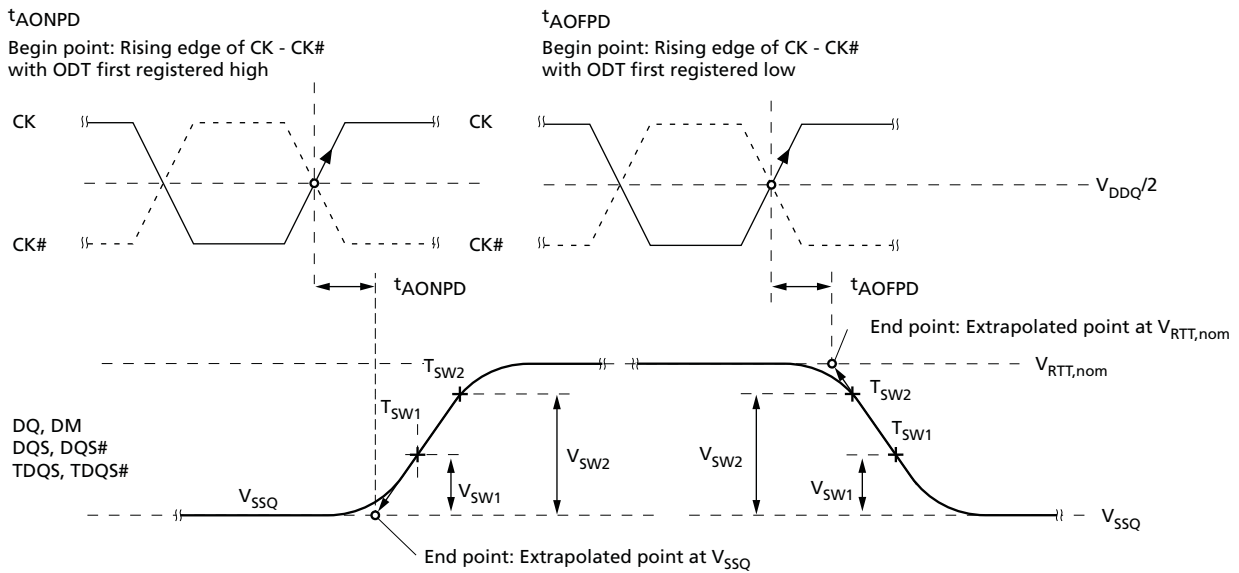 tAONPD
Begin point: Rising edge of CK - CK#
with ODT first registered high
tAOFPD
Begin point: Rising edge of CK - CK#
with ODT first registered low
CK
CK
VDDQ/2
CK#
CK#
tAONPD
tAOFPD
End point: Extrapolated point at VRTT,nom
TSW2
VRTT,nom
TSW2
TSW1
TSW1
DQ, DM
DQS, DQS#
TDQS, TDQS#
VSW2
VSW2
VSW1
VSW1
VSSQ
VSSQ
End point: Extrapolated point at VSSQ